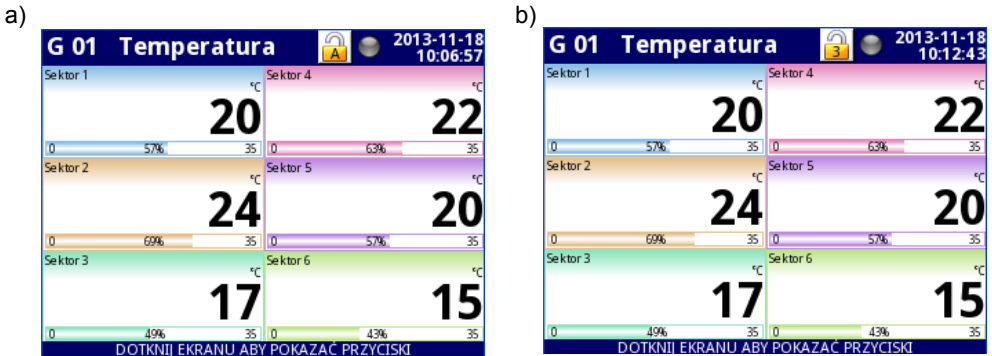 a)
G 01 Temperatura A 2013-11-18
10:06:57
Sektor 1
°C
20
0 57% 35
Sektor 4
°C
22
0 63% 35
Sektor 2
°C
24
0 69% 35
Sektor 5
°C
20
0 57% 35
Sektor 3
°C
17
0 49% 35
Sektor 6
°C
15
0 43% 35
DOTKNIJ EKRANU ABY POKAZAĆ PRZYCISKI
b)
G 01 Temperatura 3 2013-11-18
10:12:43
Sektor 1
°C
20
0 57% 35
Sektor 4
°C
22
0 63% 35
Sektor 2
°C
24
0 69% 35
Sektor 5
°C
20
0 57% 35
Sektor 3
°C
17
0 49% 35
Sektor 6
°C
15
0 43% 35
DOTKNIJ EKRANU ABY POKAZAĆ PRZYCISKI